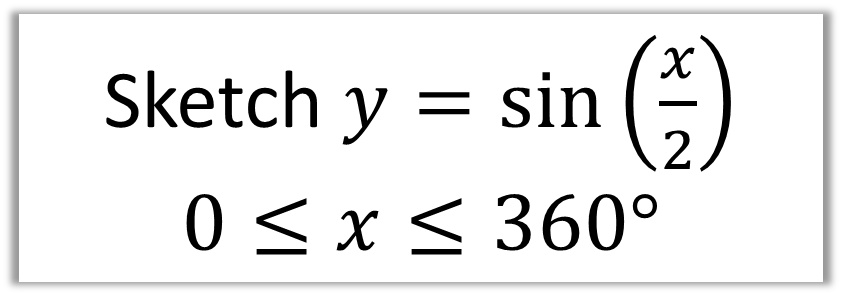 Sketch 𝑦 = sin (𝑥/2)
0 ≤ 𝑥 ≤ 360°